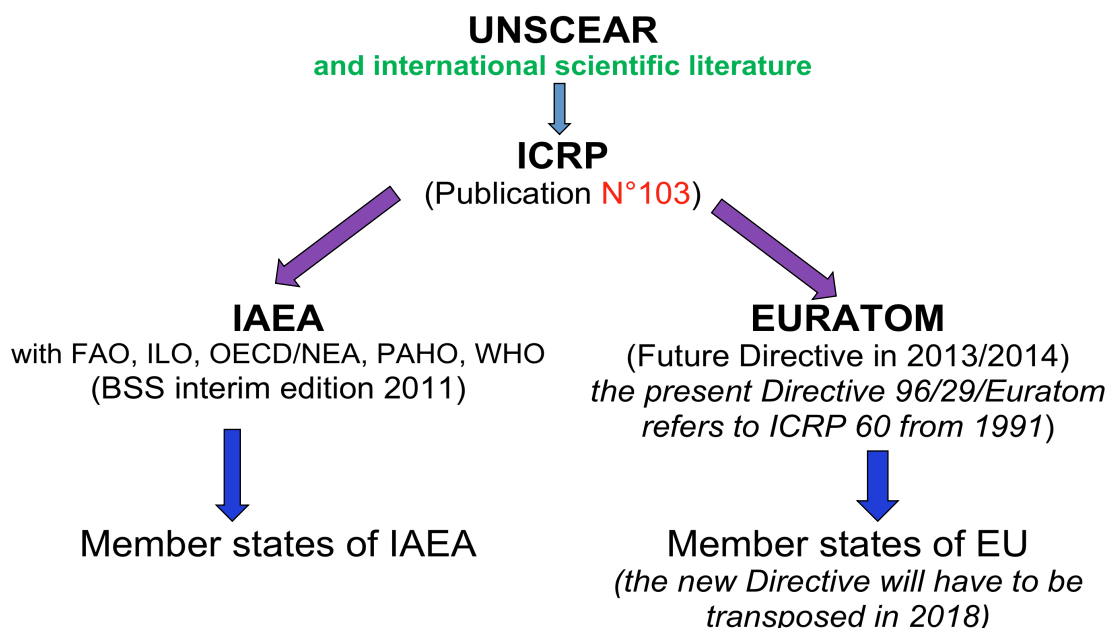 UNSCEAR
and international scientific literature
ICRP
(Publication N°103)
IAEA
with FAO, ILO, OECD/NEA, PAHO, WHO
(BSS interim edition 2011)
Member states of IAEA
EURATOM
(Future Directive in 2013/2014)
the present Directive 96/29/Euratom
refers to ICRP 60 from 1991)
Member states of EU
(the new Directive will have to be
transposed in 2018)